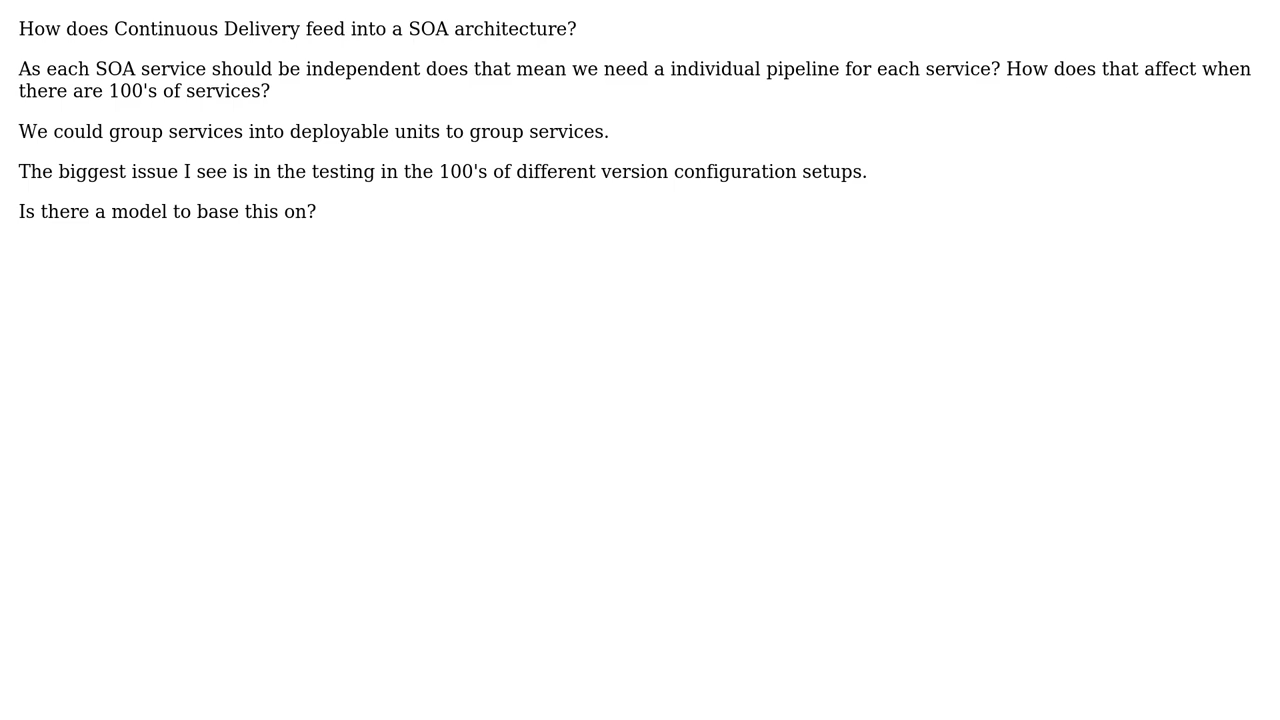 How does Continuous Delivery feed into a SOA architecture?
As each SOA service should be independent does that mean we need a individual pipeline for each service? How does that affect when
there are 100's of services?
We could group services into deployable units to group services.
The biggest issue I see is in the testing in the 100's of different version configuration setups.
Is there a model to base this on?